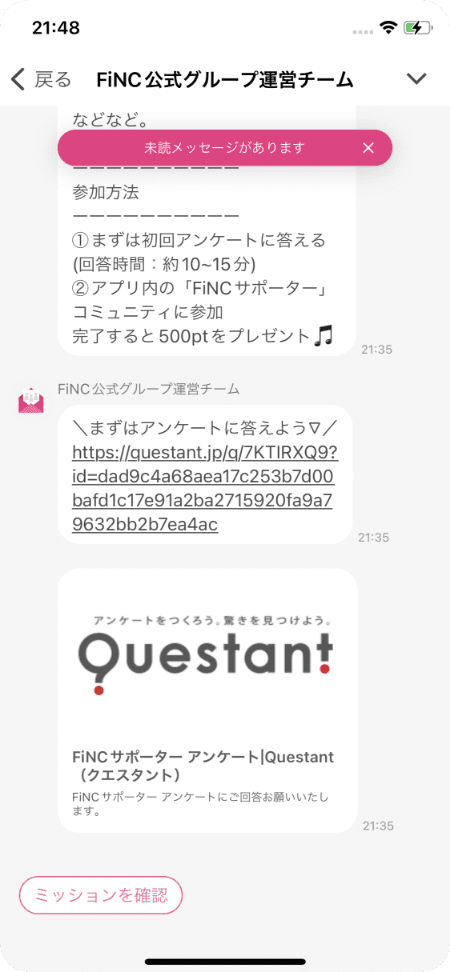 21:48
戻る FiNC公式グループ運営チーム
などなど。
未読メッセージがあります ×
ーーーーーーーーーー
参加方法
ーーーーーーーーーー
①まずは初回アンケートに答える
(回答時間：約10~15分)
②アプリ内の「FiNCサポーター」
コミュニティに参加
完了すると500ptをプレゼント🎵
21:35
FiNC公式グループ運営チーム
＼まずはアンケートに答えよう∇／
https://questant.jp/q/7KTIRXQ9?
id=dad9c4a68aea17c253b7d00
bafd1c17e91a2ba2715920fa9a7
9632bb2b7ea4ac
21:35
アンケートをつくろう。驚きを見つけよう。
Questant
FiNCサポーター アンケート|Questant
（クエスタント）
FiNCサポーター アンケートにご回答お願いいたし
ます。
21:35
ミッションを確認